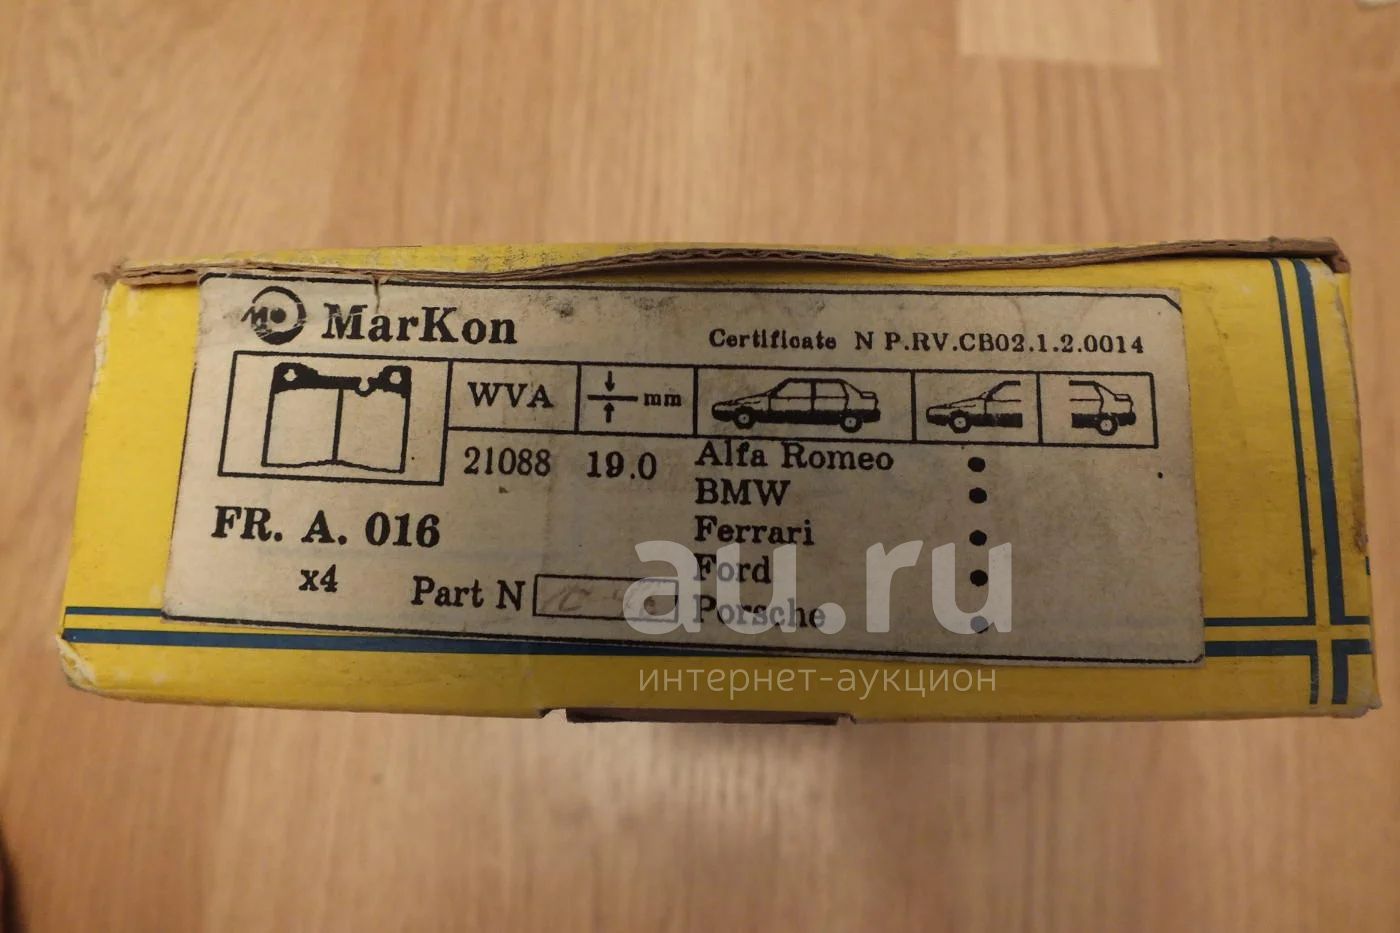 MarKon
Certificate N P.RV.CB02.1.2.0014
WVA mm
21088 19.0 Alfa Romeo
BMW
Ferrari
FR. A. 016
Ford
x4 Part N
Porsche
au.ru
интернет-аукцион